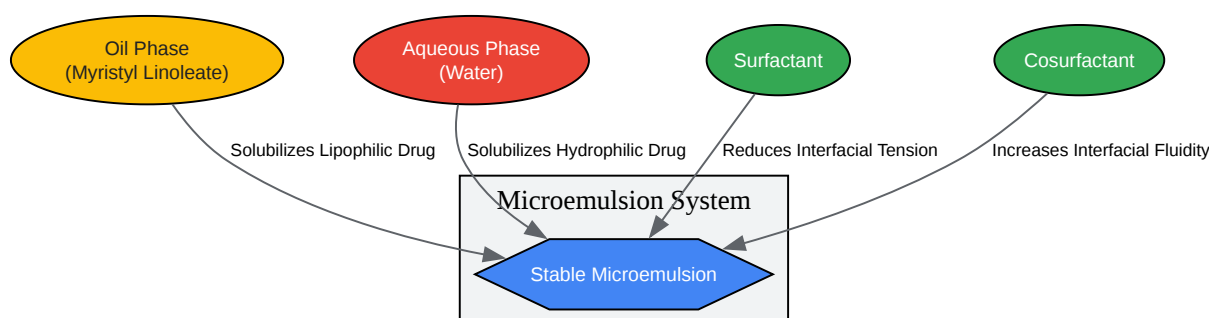 Oil Phase
(Myristyl Linoleate)
Aqueous Phase
(Water)
Surfactant
Cosurfactant
Solubilizes Lipophilic Drug
Solubilizes Hydrophilic Drug
Reduces Interfacial Tension
Increases Interfacial Fluidity
Microemulsion System
Stable Microemulsion